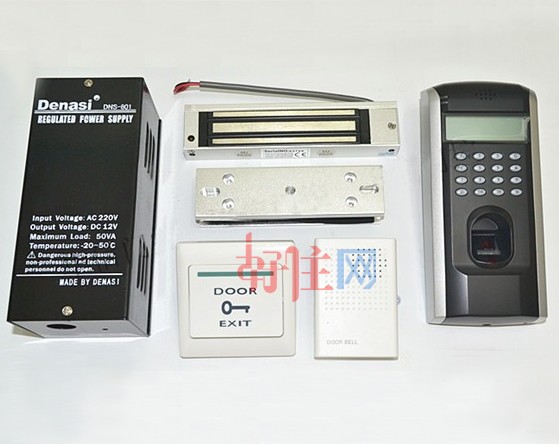 Denasi
DNS-801
REGULATED POWER SUPPLY
Input Voltage: AC 220V
Output Voltage: DC 12V
Maximum Load: 50VA
Temperature: -20-50℃
⚠ Dangerous high-pressure,
non-professional and technical
personnel do not open.
MADE BY DENASI
DOOR
EXIT
DOOR BELL
好住网